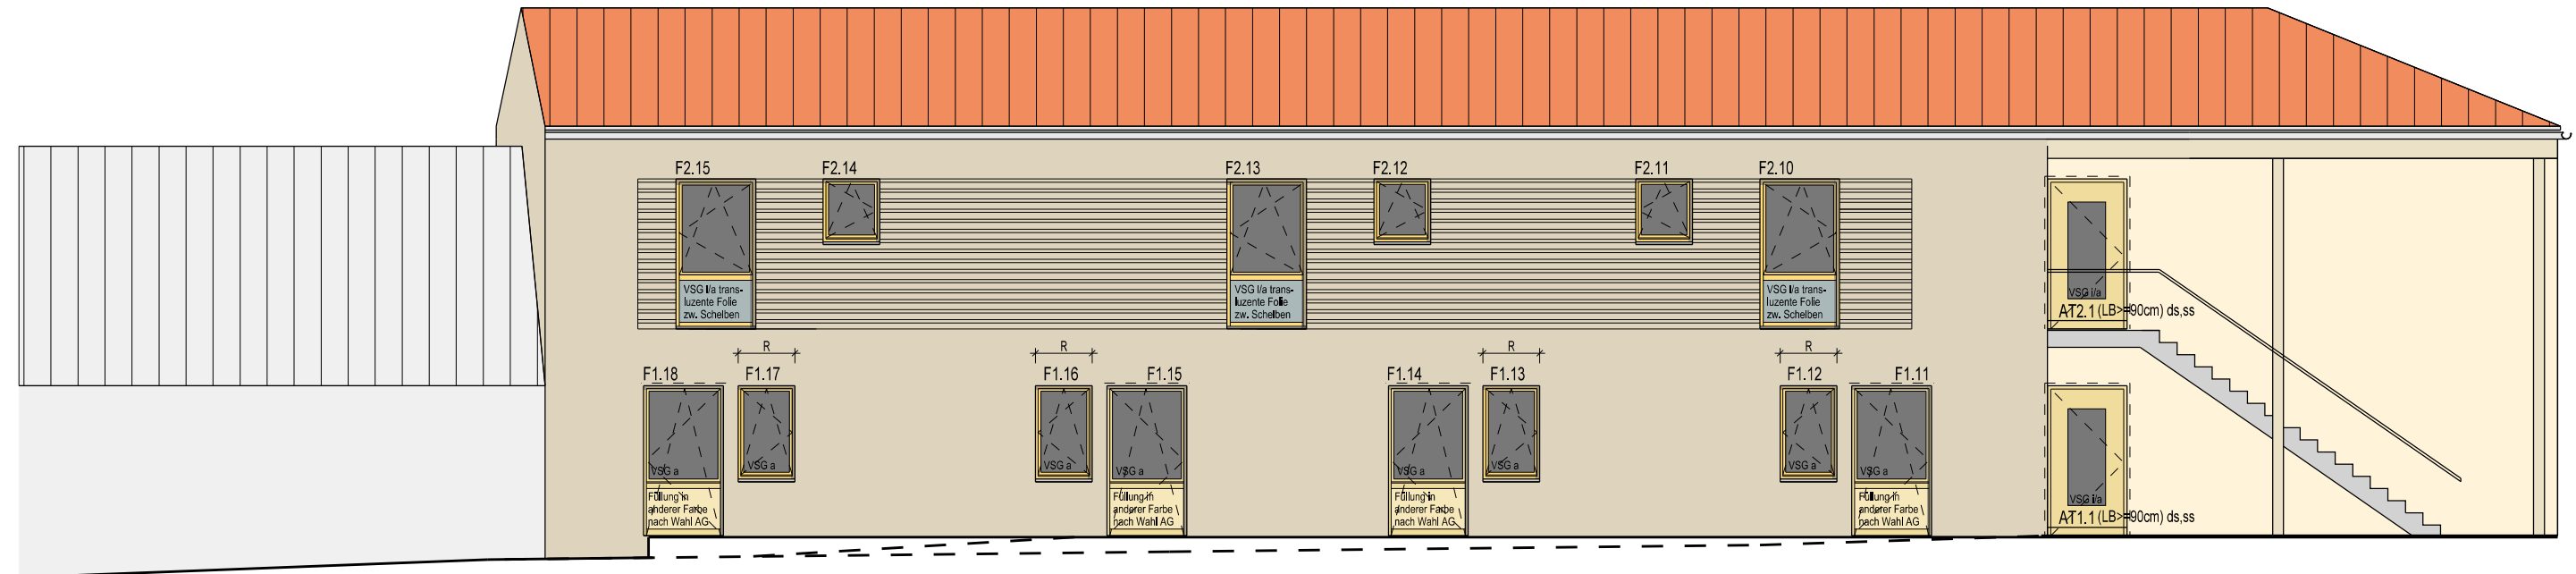 F2.15
F2.14
F2.13
F2.12
F2.11
F2.10
VSG i/a trans-
luzente Folie
zw. Scheiben
VSG i/a trans-
luzente Folie
zw. Scheiben
VSG i/a trans-
luzente Folie
zw. Scheiben
VSG i/a
AT2.1 (LB>=90cm) ds,ss
R
R
R
R
F1.18
F1.17
F1.16
F1.15
F1.14
F1.13
F1.12
F1.11
VSG a
VSG a
VSG a
VSG a
VSG a
VSG a
VSG a
VSG a
Füllung in
anderer Farbe
nach Wahl AG
Füllung in
anderer Farbe
nach Wahl AG
Füllung in
anderer Farbe
nach Wahl AG
Füllung in
anderer Farbe
nach Wahl AG
VSG i/a
AT1.1 (LB>=90cm) ds,ss